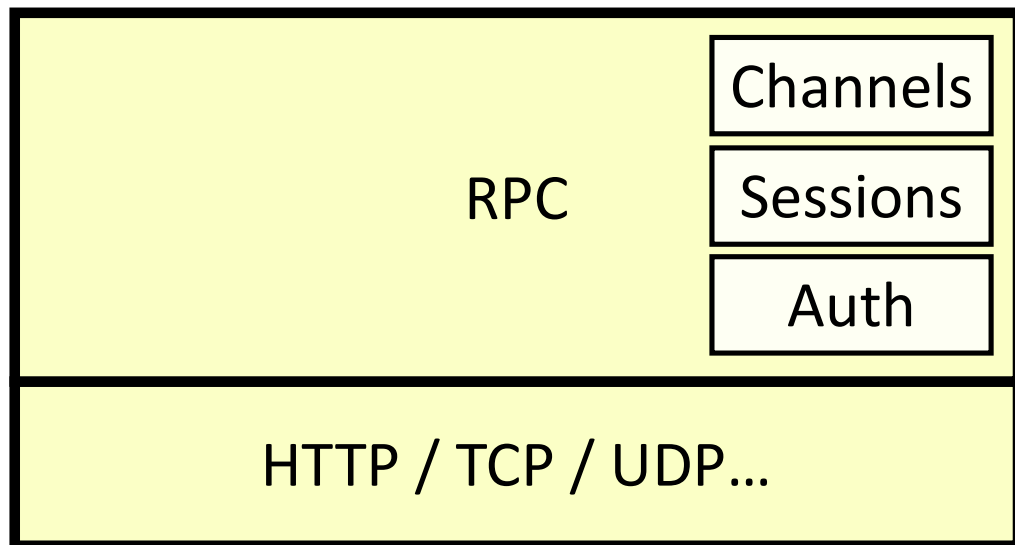 Channels
RPC
Sessions
Auth
HTTP / TCP / UDP…